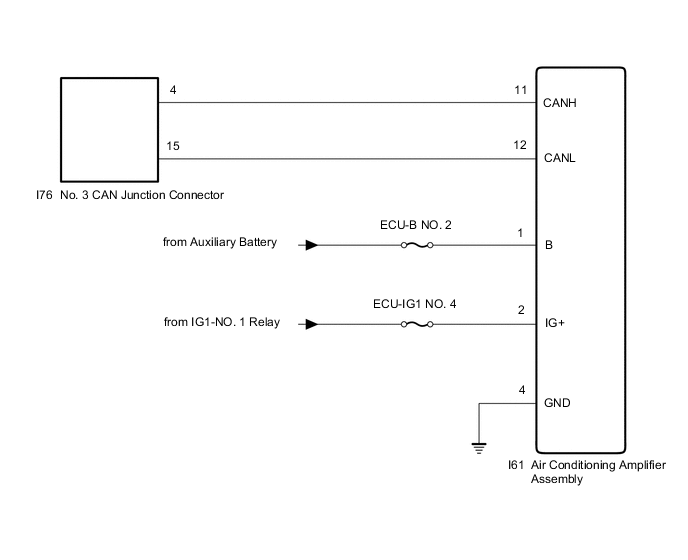 4
11
CANH
15
12
CANL
I76 No. 3 CAN Junction Connector
ECU-B NO. 2
from Auxiliary Battery
1
B
ECU-IG1 NO. 4
from IG1-NO. 1 Relay
2
IG+
4
GND
I61 Air Conditioning Amplifier
Assembly